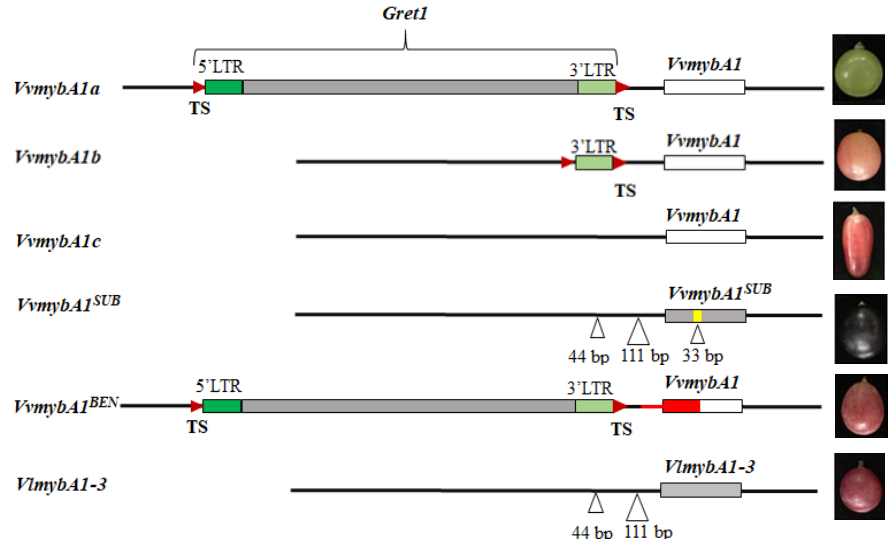 Gret1
5’LTR 3’LTR VvmybA1
VvmybA1a
TS TS
3’LTR VvmybA1
VvmybA1b
TS
VvmybA1
VvmybA1c
VvmybA1SUB VvmybA1SUB
44 bp 111 bp 33 bp
5’LTR 3’LTR VvmybA1
VvmybA1BEN
TS TS
VlmybA1-3 VlmybA1-3
44 bp 111 bp